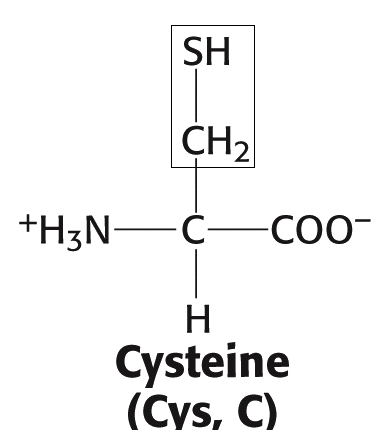 SH
CH₂
⁺H₃N C COO⁻
H
Cysteine
(Cys, C)